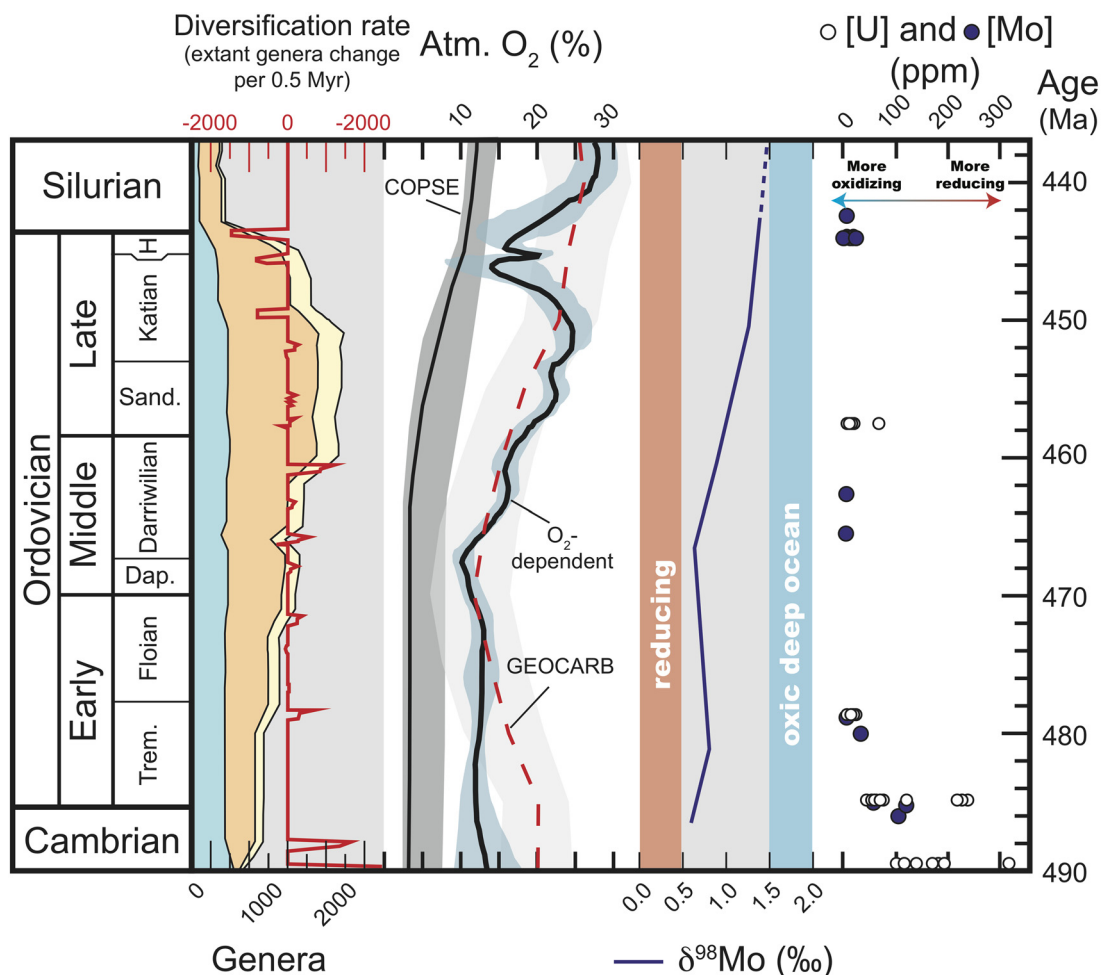 Diversification rate
(extant genera change
per 0.5 Myr)
-2000 0 -2000
Atm. O₂ (%)
10 20 30
○ [U] and ● [Mo]
(ppm)
0 100 200 300
Age
(Ma)
Silurian
Ordovician
Late
H
Katian
Sand.
Middle
Darriwilian
Dap.
Early
Floian
Trem.
Cambrian
COPSE
O₂-
dependent
GEOCARB
reducing
oxic deep ocean
More
oxidizing
More
reducing
440
450
460
470
480
490
0 1000 2000
Genera
0.0 0.5 1.0 1.5 2.0
δ⁹⁸Mo (‰)